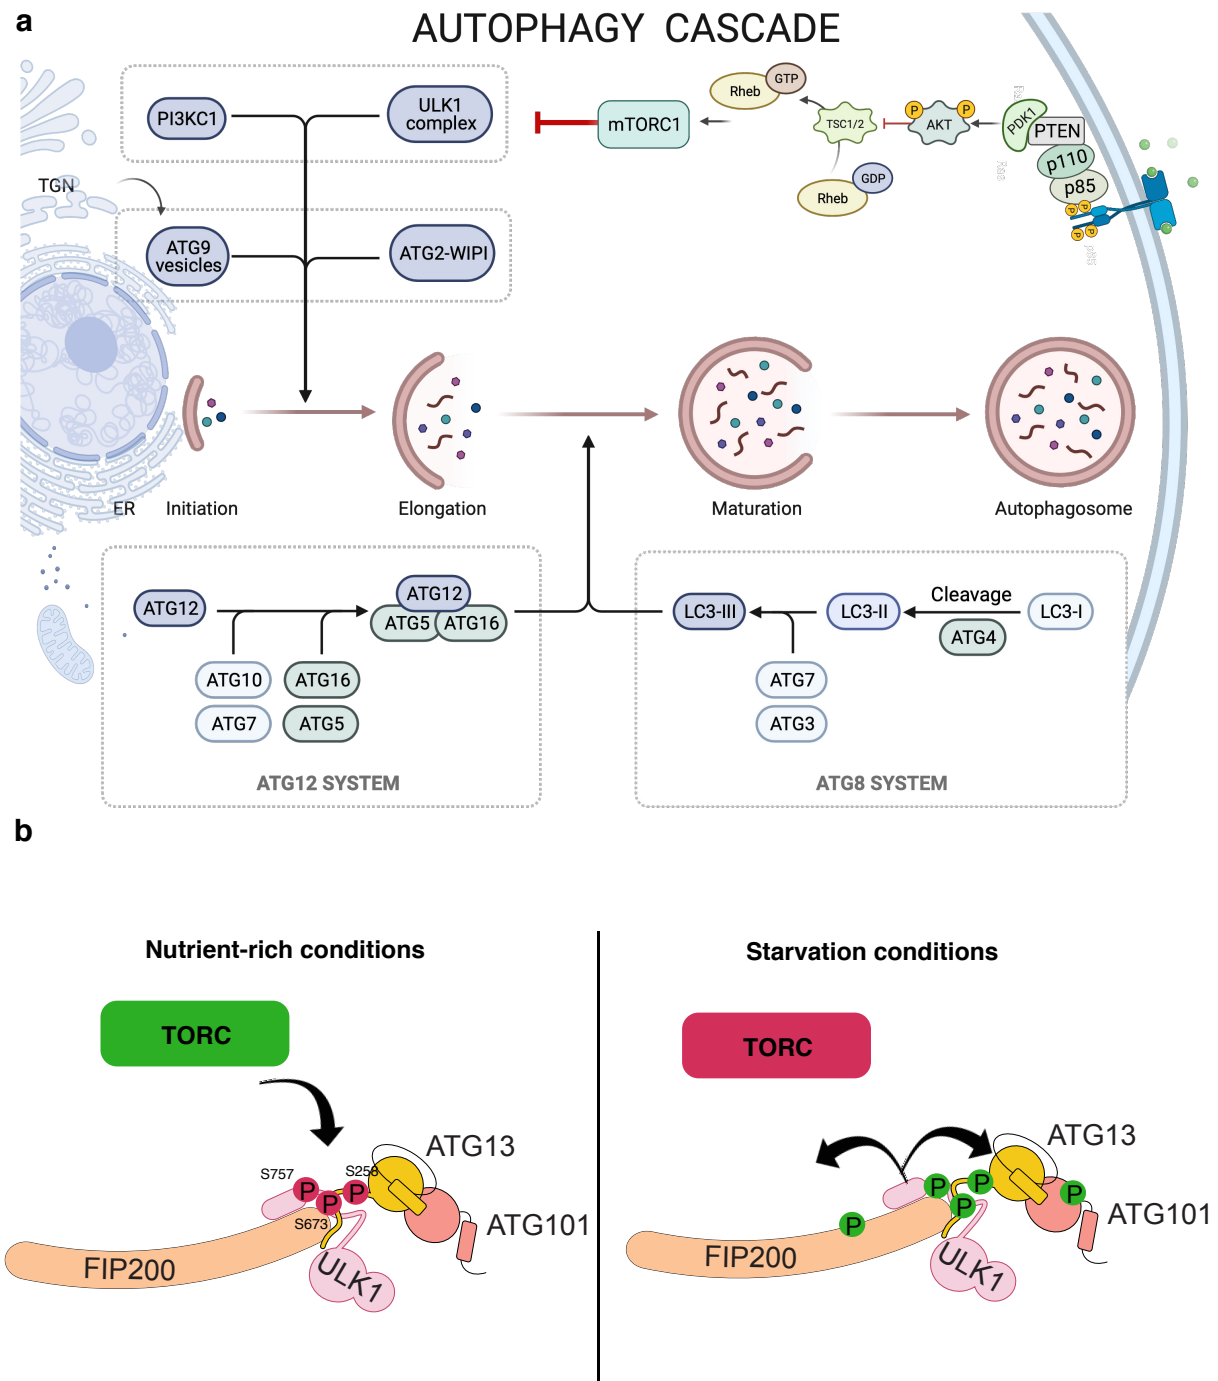 a
AUTOPHAGY CASCADE
PI3KC1
ULK1
complex
mTORC1
Rheb
GTP
TSC1/2
P
P
AKT
PDK1
PTEN
p110
p85
P
P
P
P
Rheb
GDP
TGN
ATG9
vesicles
ATG2-WIPI
ER
Initiation
Elongation
Maturation
Autophagosome
ATG12
ATG12
ATG5
ATG16
ATG10
ATG7
ATG16
ATG5
ATG12 SYSTEM
LC3-III
LC3-II
Cleavage
ATG4
LC3-I
ATG7
ATG3
ATG8 SYSTEM
b
Nutrient-rich conditions
TORC
S757
S258
P
P
P
S673
ATG13
ATG101
FIP200
ULK1
Starvation conditions
TORC
ATG13
P
P
P
P
P
ATG101
FIP200
ULK1